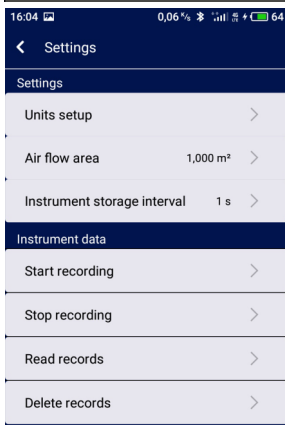 16:04 0,06 K/s 4G 64
Settings
Settings
Units setup
Air flow area 1,000 m²
Instrument storage interval 1 s
Instrument data
Start recording
Stop recording
Read records
Delete records